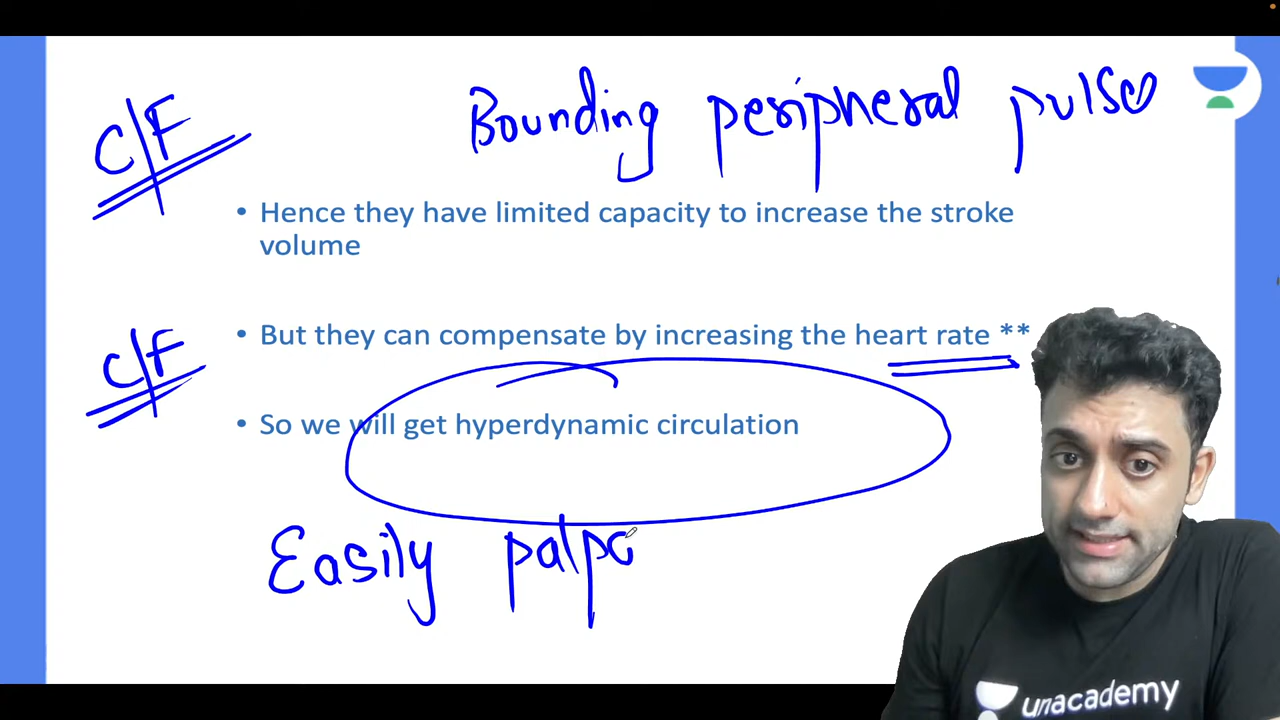 C/F
Bounding peripheral pulse
• Hence they have limited capacity to increase the stroke
volume
C/F
• But they can compensate by increasing the heart rate **
• So we will get hyperdynamic circulation
Easily palpa
unacademy